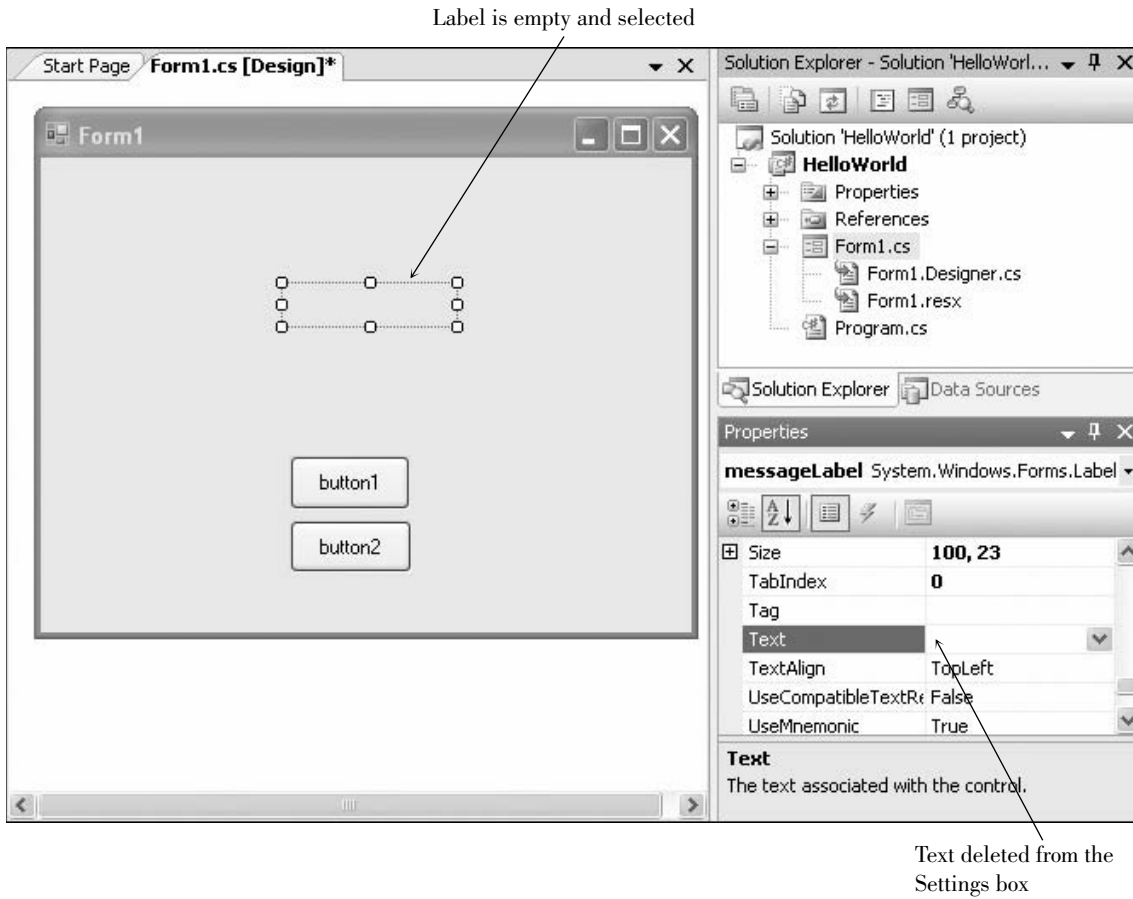 Label is empty and selected
Start Page
Form1.cs [Design]*
Form1
button1
button2
Solution Explorer - Solution 'HelloWorl...
Solution 'HelloWorld' (1 project)
HelloWorld
Properties
References
Form1.cs
Form1.Designer.cs
Form1.resx
Program.cs
Solution Explorer
Data Sources
Properties
messageLabel System.Windows.Forms.Label
Size 100, 23
TabIndex 0
Tag
Text
TextAlign TopLeft
UseCompatibleTextRe False
UseMnemonic True
Text
The text associated with the control.
Text deleted from the
Settings box